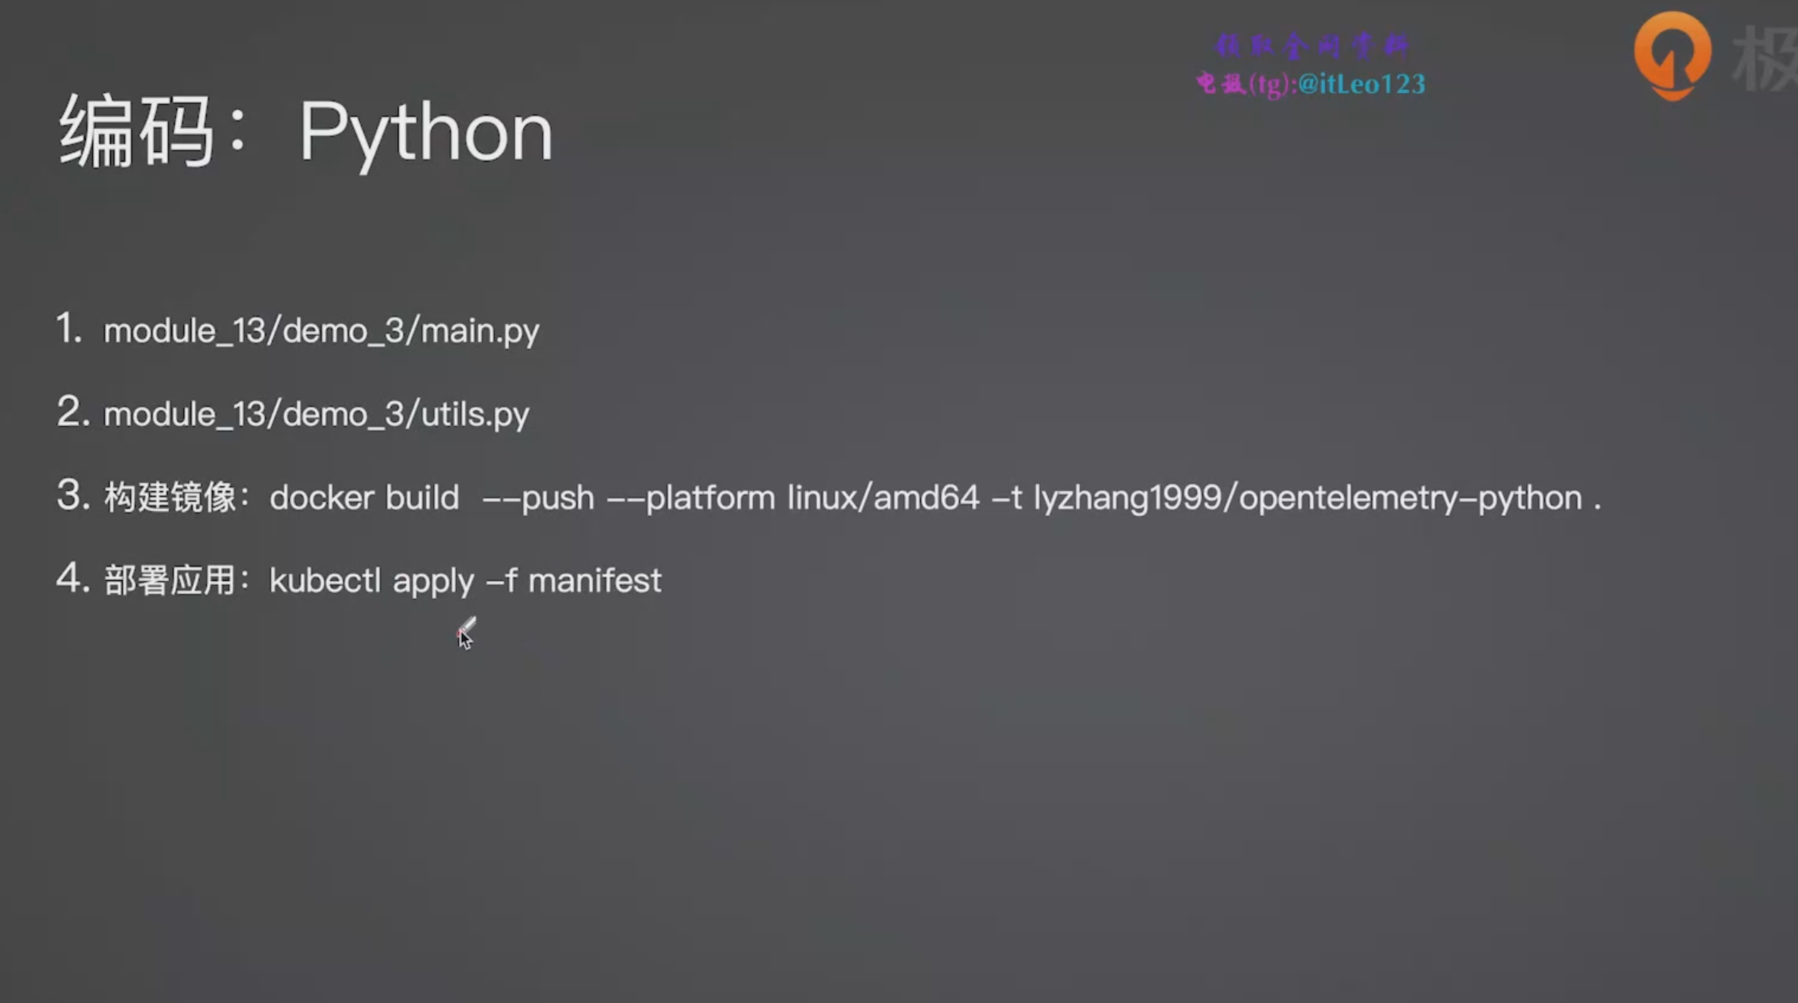 领取全网资料
电报(tg):@itLeo123
极
编码：Python
1. module_13/demo_3/main.py
2. module_13/demo_3/utils.py
3. 构建镜像：docker build --push --platform linux/amd64 -t lyzhang1999/opentelemetry-python .
4. 部署应用：kubectl apply -f manifest